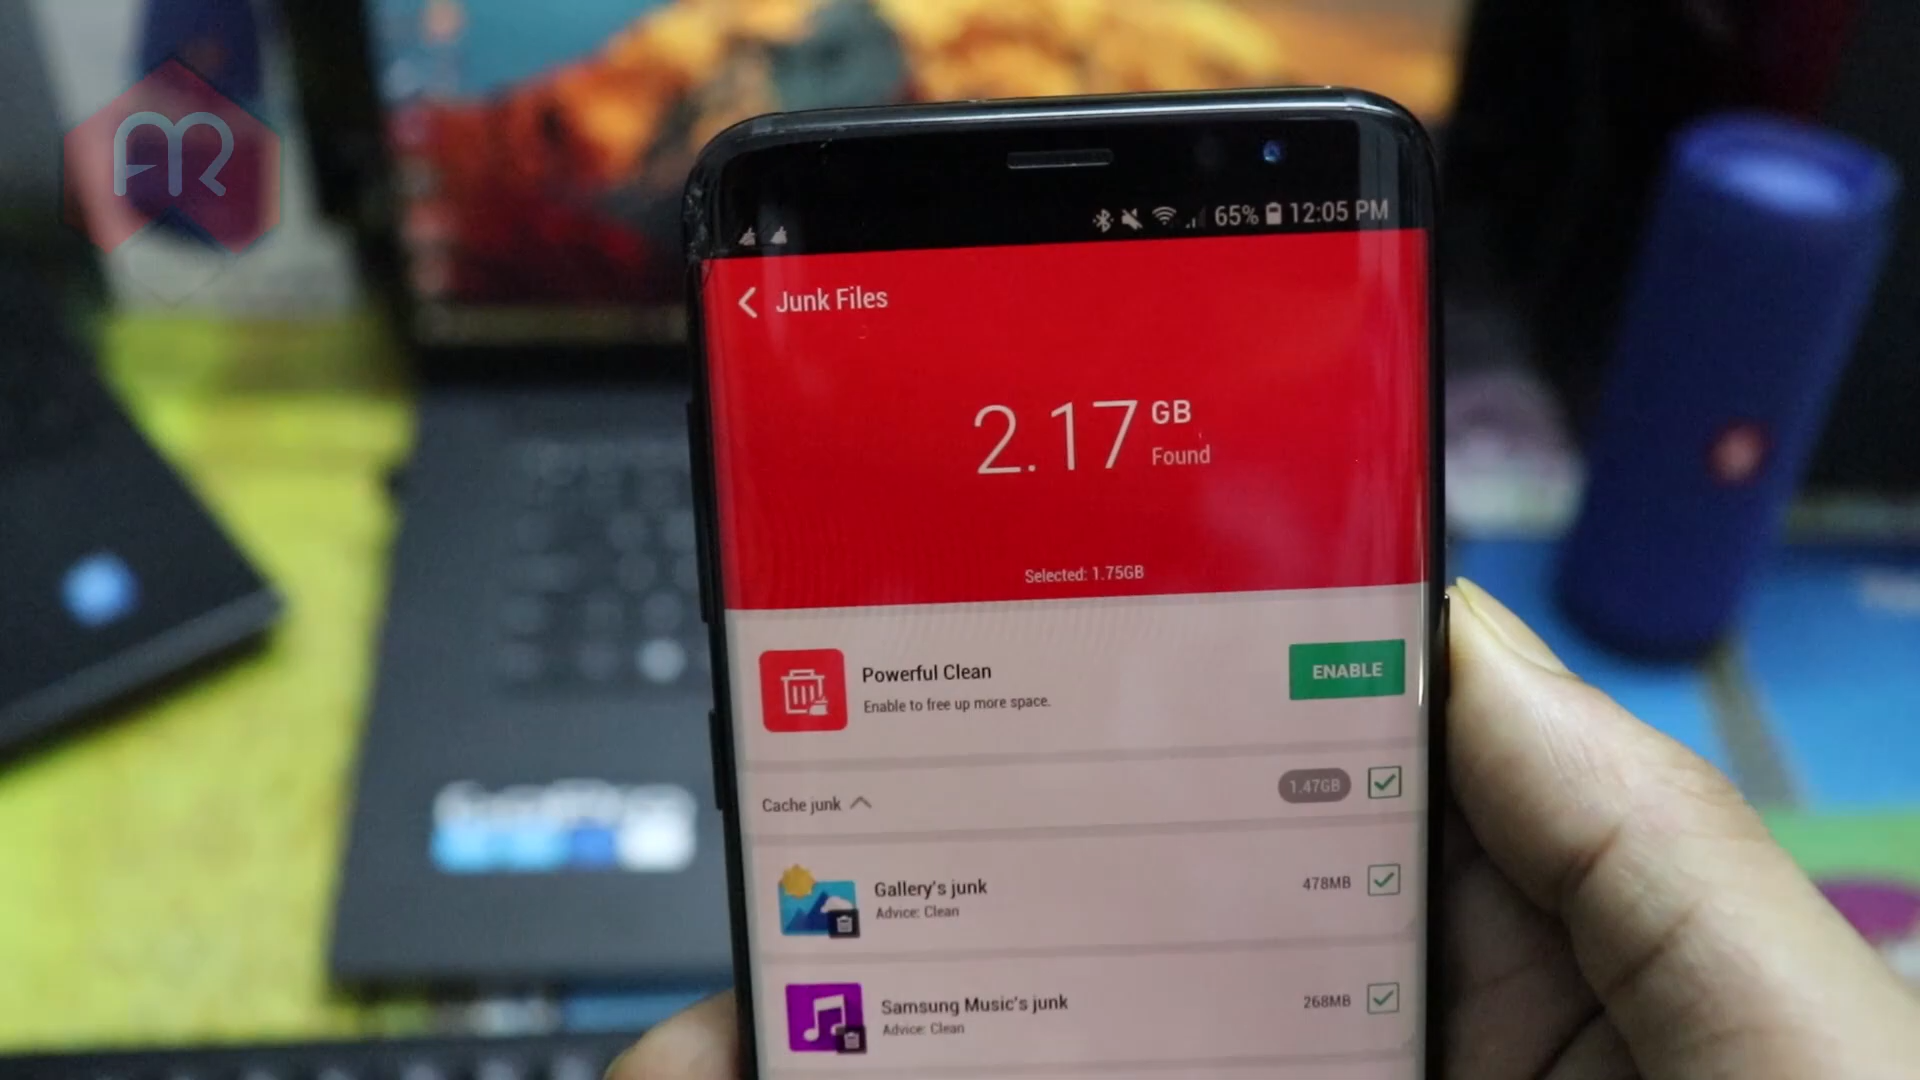 AR
65% 12:05 PM
Junk Files
2.17 GB
Found
Selected: 1.75GB
Powerful Clean
Enable to free up more space.
ENABLE
Cache junk
1.47GB
Gallery's junk
Advice: Clean
478MB
Samsung Music's junk
Advice: Clean
268MB